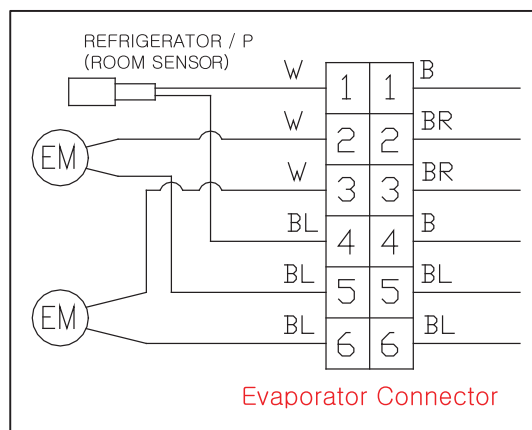 REFRIGERATOR / P
(ROOM SENSOR)
W 1 1 B
W 2 2 BR
EM
W 3 3 BR
BL 4 4 B
BL 5 5 BL
EM
BL 6 6 BL
Evaporator Connector